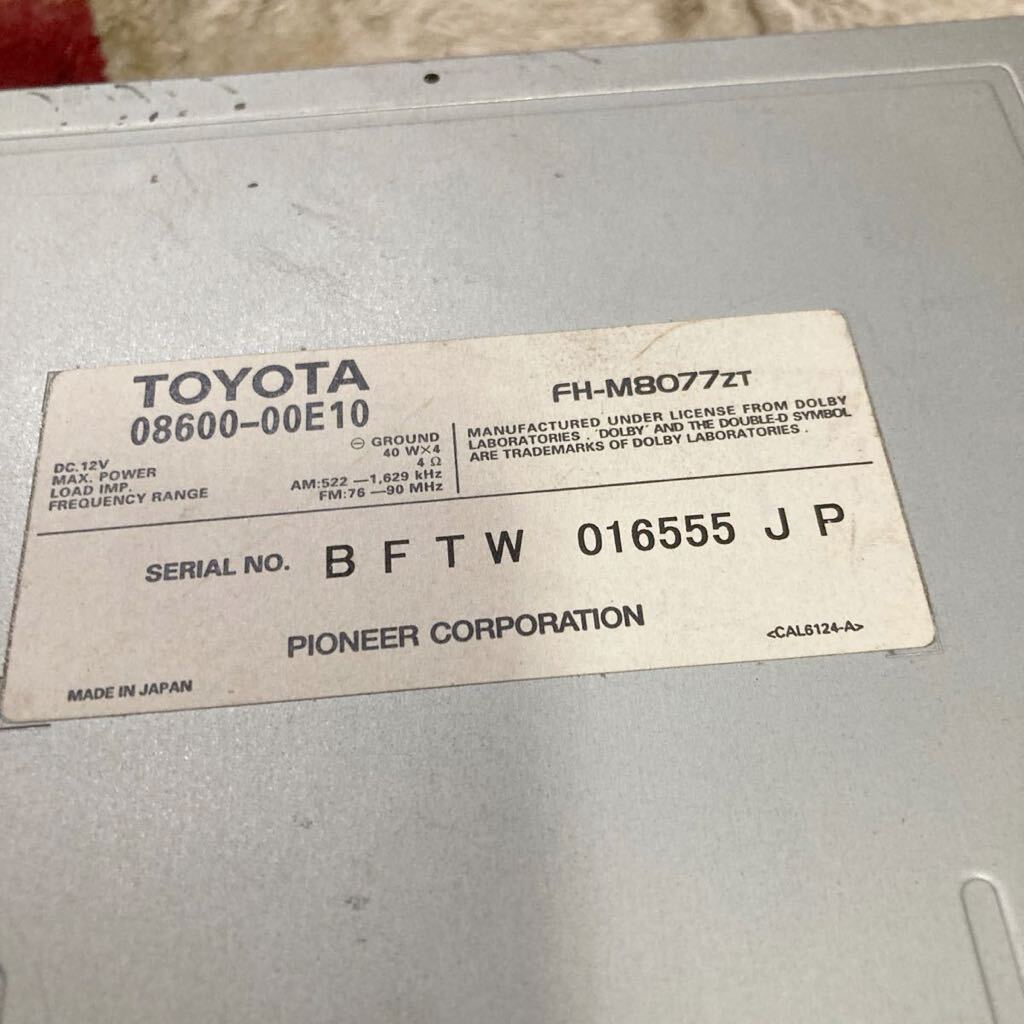 TOYOTA
08600-00E10
DC.12V ⊖ GROUND
MAX. POWER 40 W×4
LOAD IMP. 4 Ω
FREQUENCY RANGE AM:522 —1,629 kHz
FM:76 —90 MHz
FH-M8077ZT
MANUFACTURED UNDER LICENSE FROM DOLBY
LABORATORIES . 'DOLBY' AND THE DOUBLE-D SYMBOL
ARE TRADEMARKS OF DOLBY LABORATORIES .
SERIAL NO. BFTW 016555 JP
PIONEER CORPORATION
<CAL6124-A>
MADE IN JAPAN